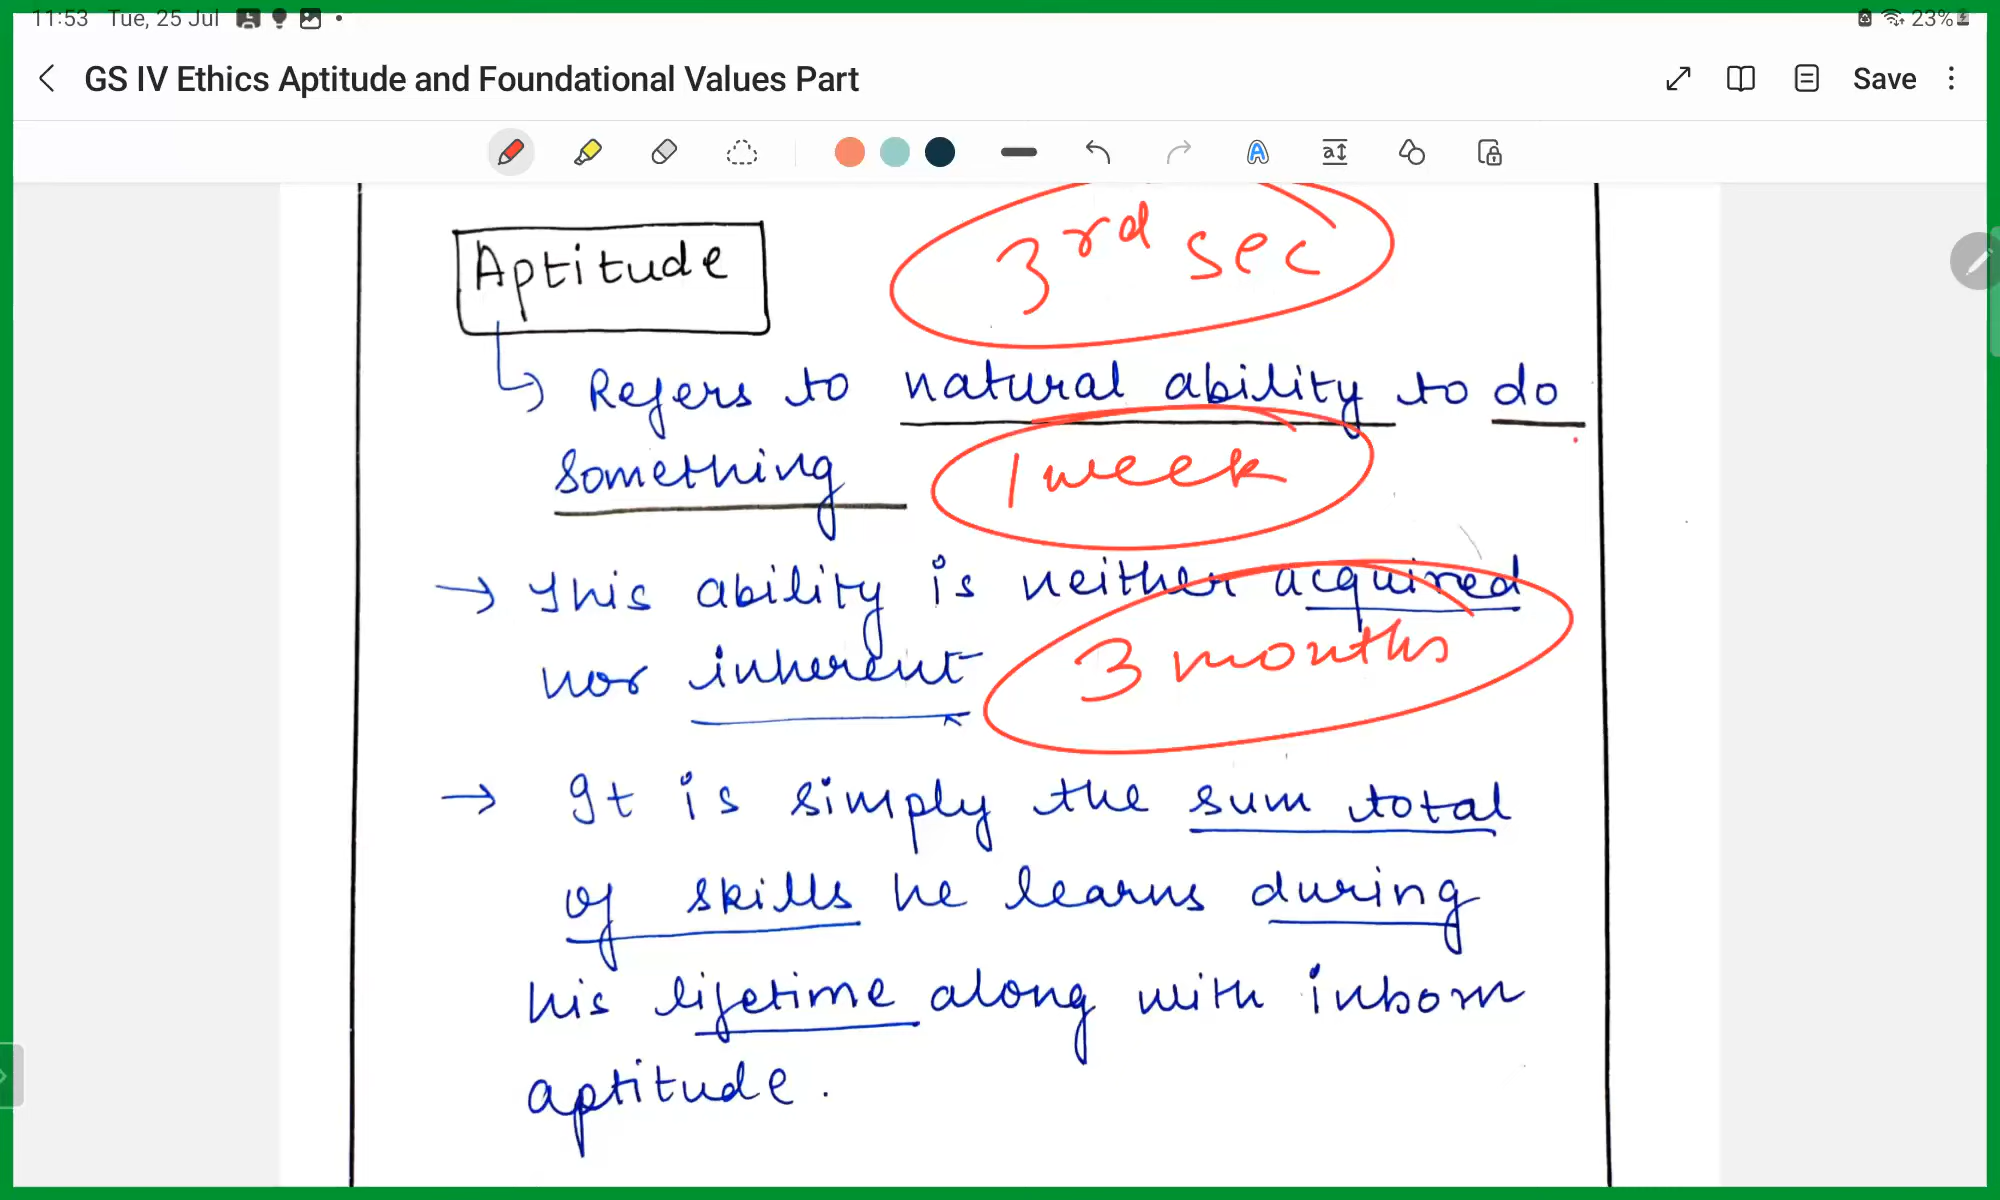 11:53 Tue, 25 Jul
23%
GS IV Ethics Aptitude and Foundational Values Part
Save
Aptitude
3rd sec
Refers to natural ability to do
something
1 week
→ This ability is neither acquired
nor inherent
3 months
→ It is simply the sum total
of skills he learns during
his lifetime along with inborn
aptitude.